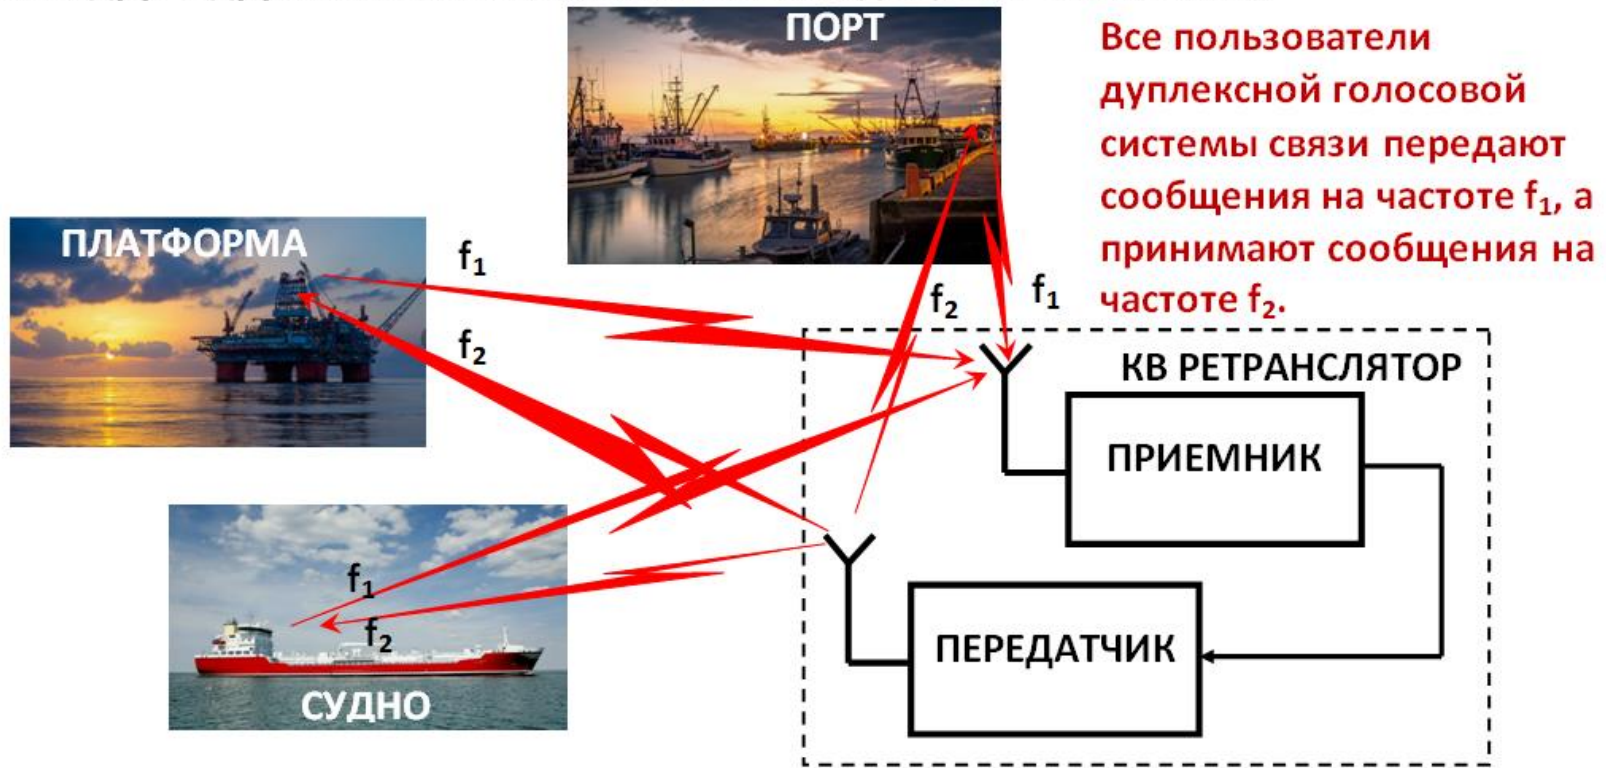 ПОРТ
Все пользователи
дуплексной голосовой
системы связи передают
сообщения на частоте f₁, а
принимают сообщения на
частоте f₂.
ПЛАТФОРМА
f₁
f₂
f₂
f₁
КВ РЕТРАНСЛЯТОР
ПРИЕМНИК
f₁
f₂
ПЕРЕДАТЧИК
СУДНО